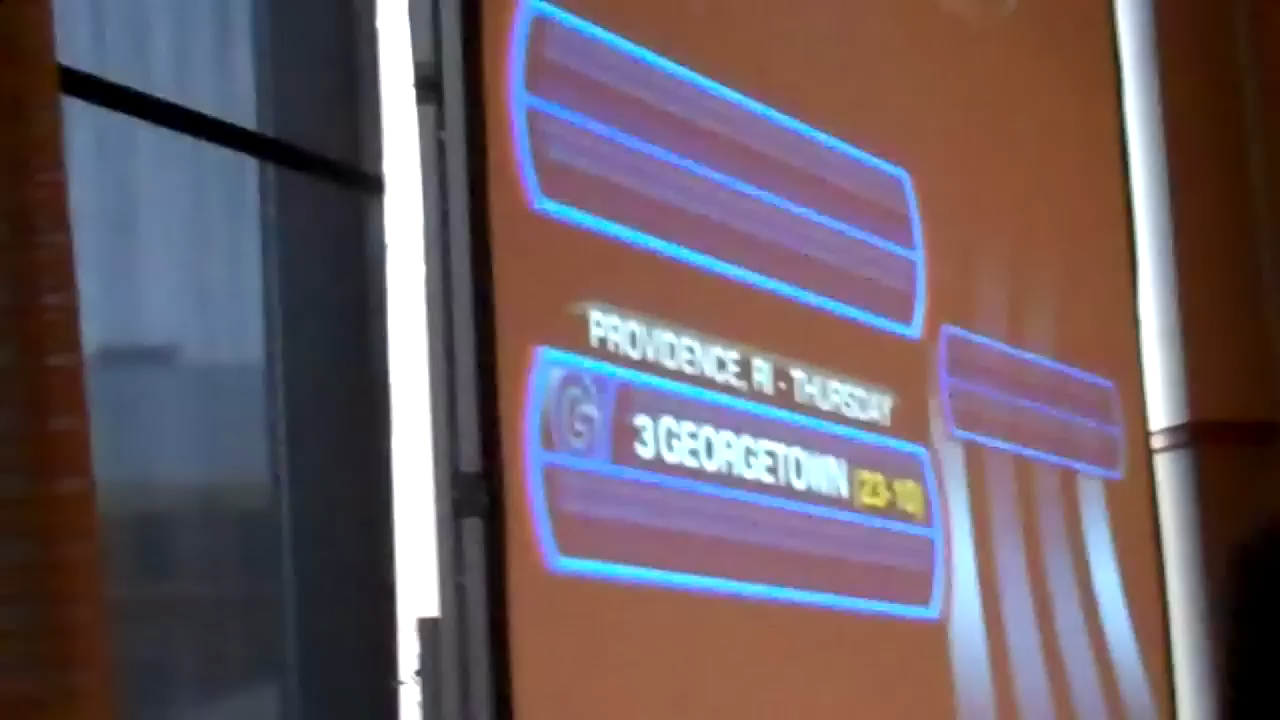 PROVIDENCE, RI - THURSDAY
G
3 GEORGETOWN (23-10)